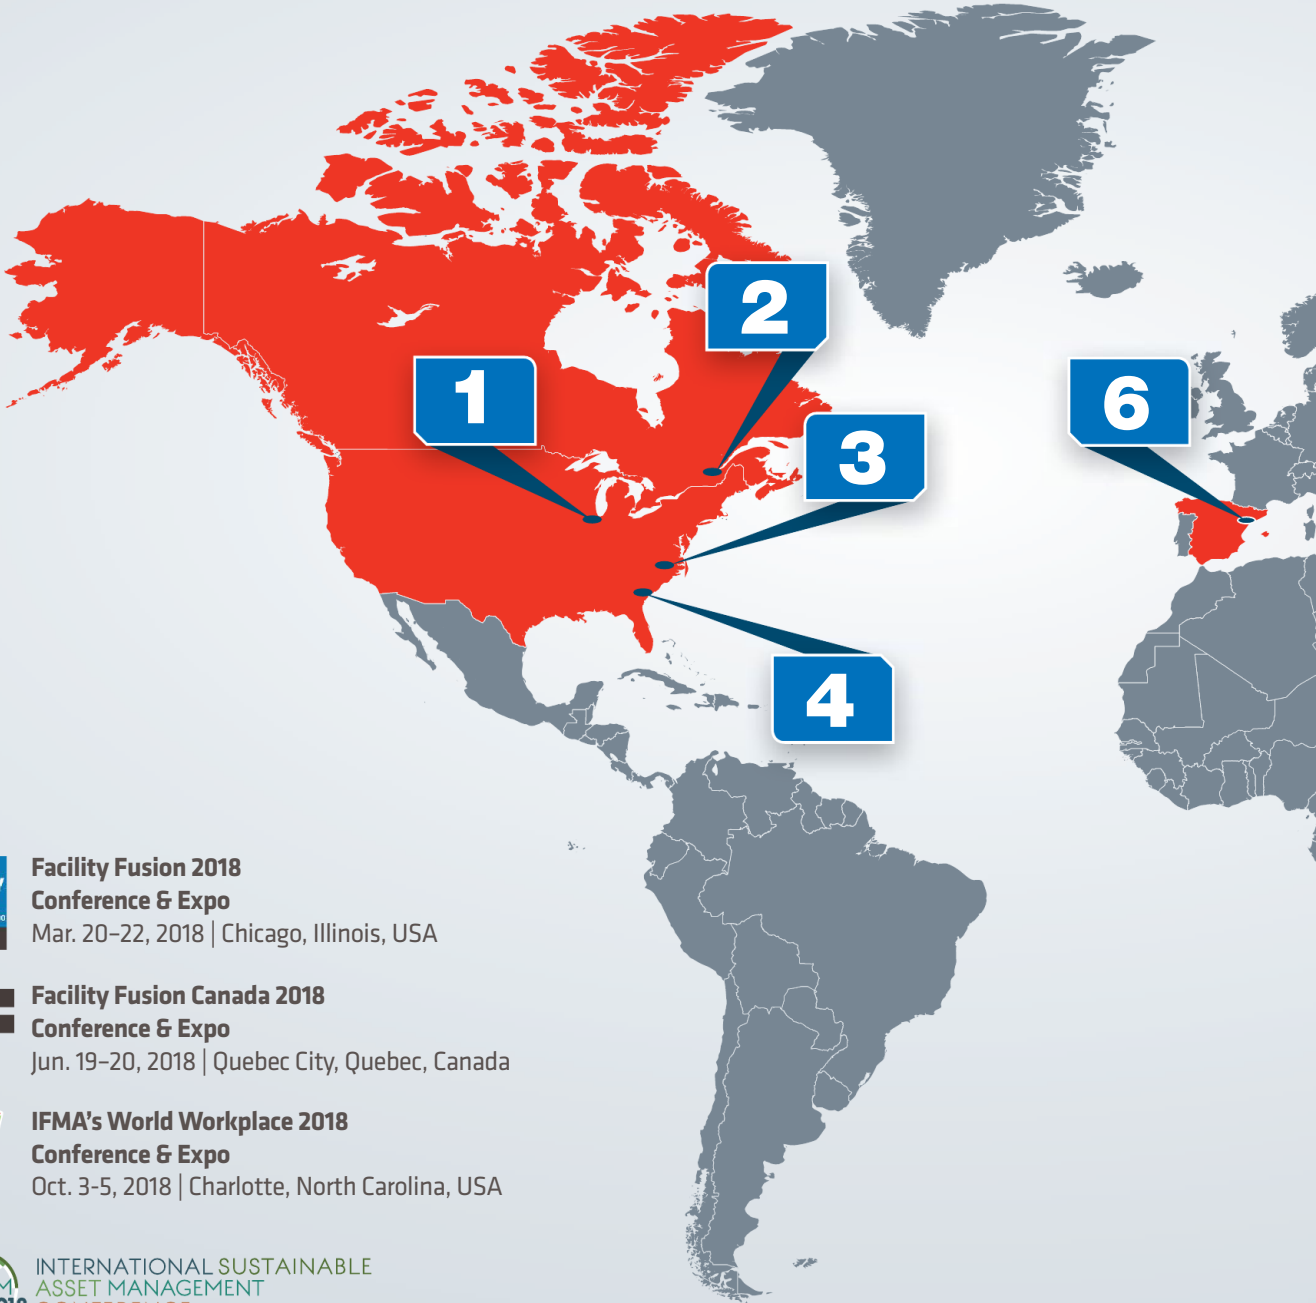 2
1
3
6
4
Facility Fusion 2018
Conference & Expo
Mar. 20–22, 2018 | Chicago, Illinois, USA
Facility Fusion Canada 2018
Conference & Expo
Jun. 19–20, 2018 | Quebec City, Quebec, Canada
IFMA's World Workplace 2018
Conference & Expo
Oct. 3-5, 2018 | Charlotte, North Carolina, USA
INTERNATIONAL SUSTAINABLE
ASSET MANAGEMENT